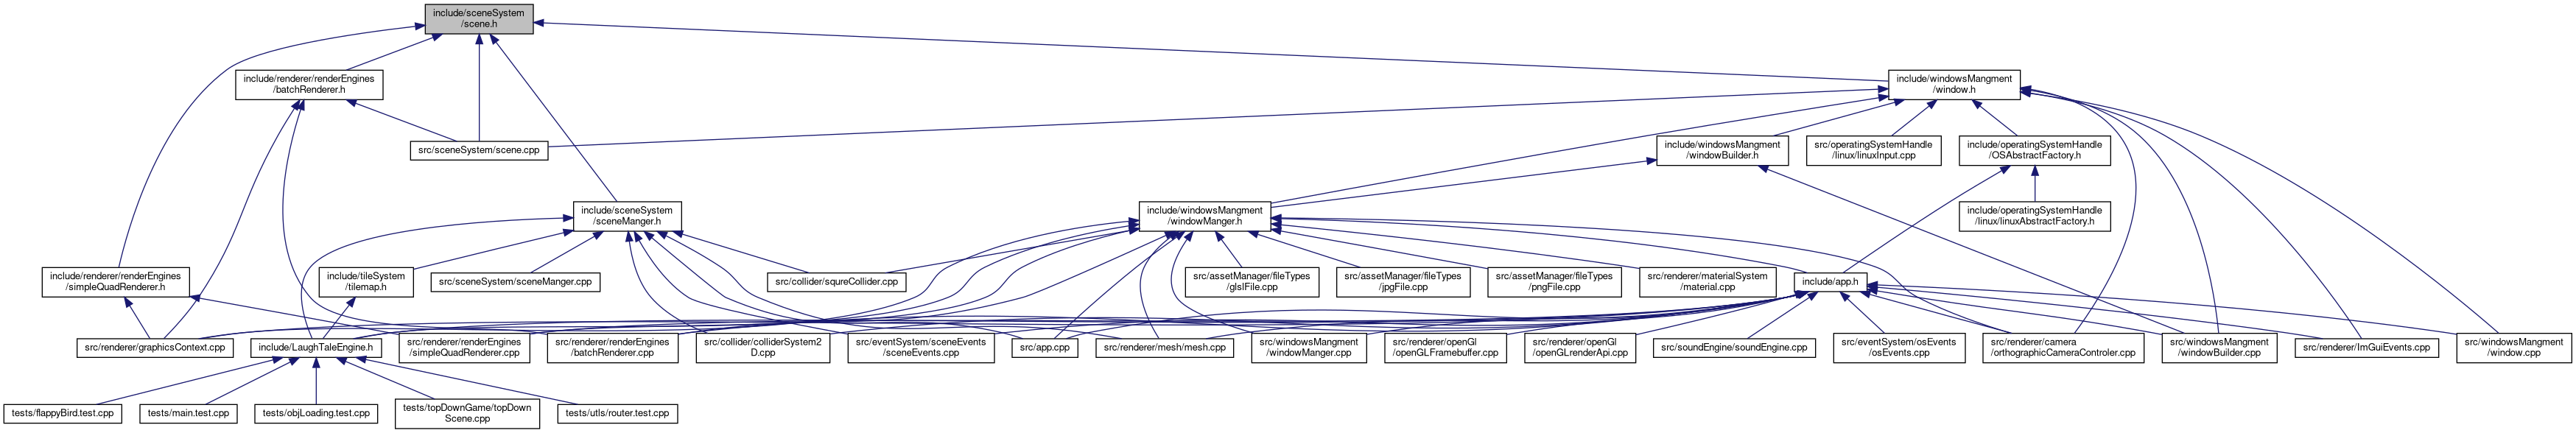 include/sceneSystem
/scene.h
include/renderer/renderEngines
/batchRenderer.h
include/windowsMangment
/window.h
src/sceneSystem/scene.cpp
include/windowsMangment
/windowBuilder.h
src/operatingSystemHandle
/linux/linuxInput.cpp
include/operatingSystemHandle
/OSAbstractFactory.h
include/sceneSystem
/sceneManger.h
include/windowsMangment
/windowManger.h
include/operatingSystemHandle
/linux/linuxAbstractFactory.h
include/renderer/renderEngines
/simpleQuadRenderer.h
include/tileSystem
/tilemap.h
src/sceneSystem/sceneManger.cpp
src/collider/squreCollider.cpp
src/assetManager/fileTypes
/glslFile.cpp
src/assetManager/fileTypes
/jpgFile.cpp
src/assetManager/fileTypes
/pngFile.cpp
src/renderer/materialSystem
/material.cpp
include/app.h
src/renderer/graphicsContext.cpp
include/LaughTaleEngine.h
src/renderer/renderEngines
/simpleQuadRenderer.cpp
src/renderer/renderEngines
/batchRenderer.cpp
src/collider/colliderSystem2
D.cpp
src/eventSystem/sceneEvents
/sceneEvents.cpp
src/app.cpp
src/renderer/mesh/mesh.cpp
src/windowsMangment
/windowManger.cpp
src/renderer/openGl
/openGLFramebuffer.cpp
src/renderer/openGl
/openGLrenderApi.cpp
src/soundEngine/soundEngine.cpp
src/eventSystem/osEvents
/osEvents.cpp
src/renderer/camera
/orthographicCameraControler.cpp
src/windowsMangment
/windowBuilder.cpp
src/renderer/ImGuiEvents.cpp
src/windowsMangment
/window.cpp
tests/flappyBird.test.cpp
tests/main.test.cpp
tests/objLoading.test.cpp
tests/topDownGame/topDown
Scene.cpp
tests/utls/router.test.cpp